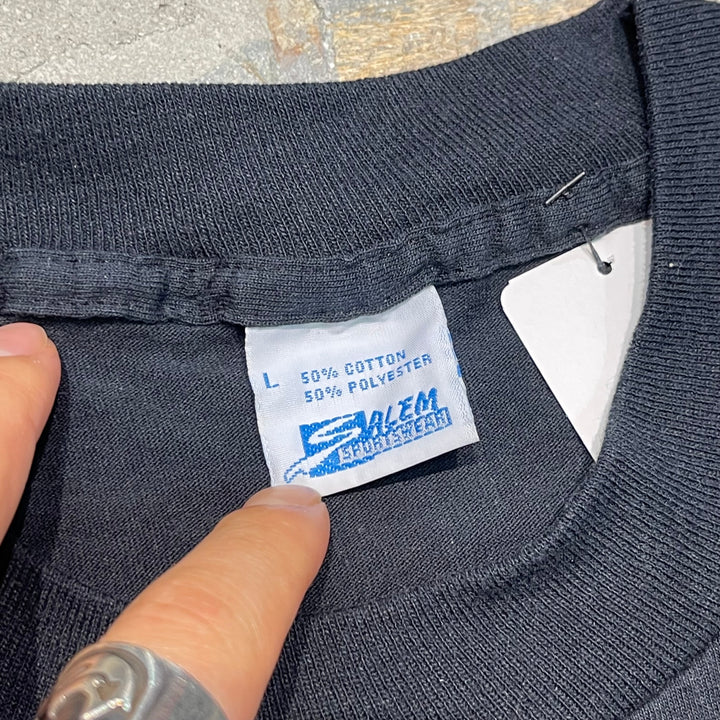 L
50% COTTON
50% POLYESTER
SALEM
SPORTSWEAR